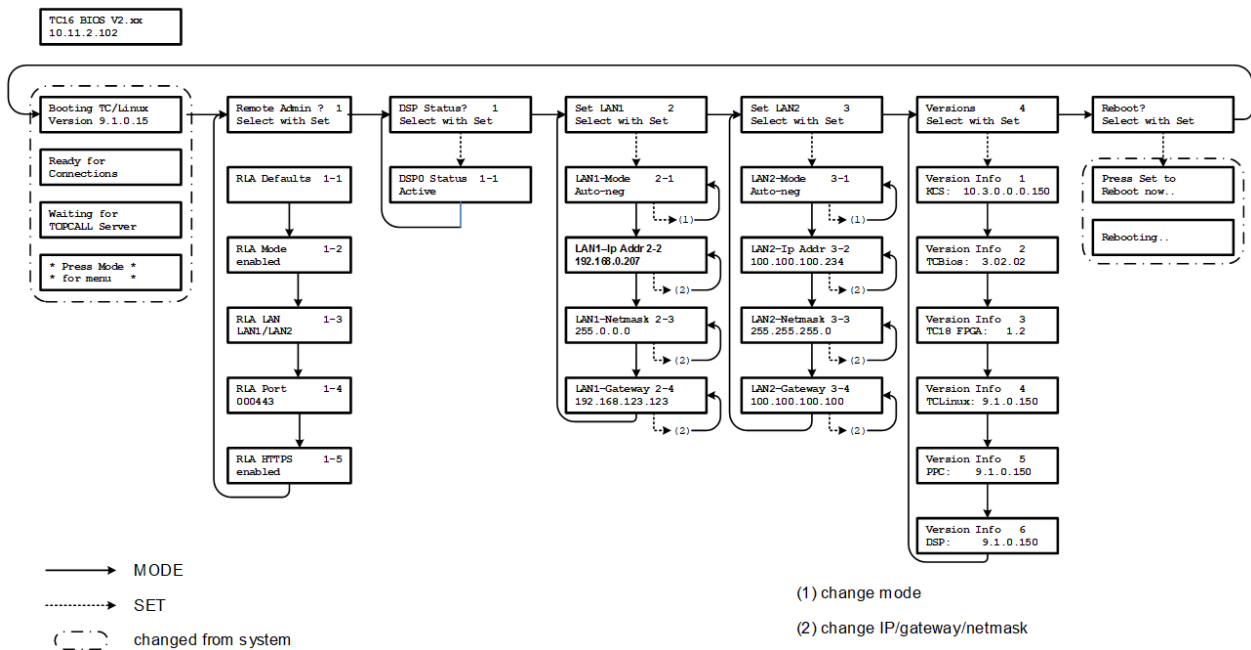 TC16 BIOS V2.xx
10.11.2.102
Booting TC/Linux
Version 9.1.0.15
Ready for
Connections
Waiting for
TOPCALL Server
* Press Mode *
* for menu *
Remote Admin ? 1
Select with Set
RLA Defaults 1-1
RLA Mode 1-2
enabled
RLA LAN 1-3
LAN1/LAN2
RLA Port 1-4
000443
RLA HTTPS 1-5
enabled
DSP Status? 1
Select with Set
DSP0 Status 1-1
Active
Set LAN1 2
Select with Set
LAN1-Mode 2-1
Auto-neg
(1)
LAN1-Ip Addr 2-2
192.168.0.207
(2)
LAN1-Netmask 2-3
255.0.0.0
(2)
LAN1-Gateway 2-4
192.168.123.123
(2)
Set LAN2 3
Select with Set
LAN2-Mode 3-1
Auto-neg
(1)
LAN2-Ip Addr 3-2
100.100.100.234
(2)
LAN2-Netmask 3-3
255.255.255.0
(2)
LAN2-Gateway 3-4
100.100.100.100
(2)
Versions 4
Select with Set
Version Info 1
KCS: 10.3.0.0.0.150
Version Info 2
TCBios: 3.02.02
Version Info 3
TC18 FPGA: 1.2
Version Info 4
TCLinux: 9.1.0.150
Version Info 5
PPC: 9.1.0.150
Version Info 6
DSP: 9.1.0.150
Reboot?
Select with Set
Press Set to
Reboot now..
Rebooting..
MODE
SET
changed from system
(1) change mode
(2) change IP/gateway/netmask